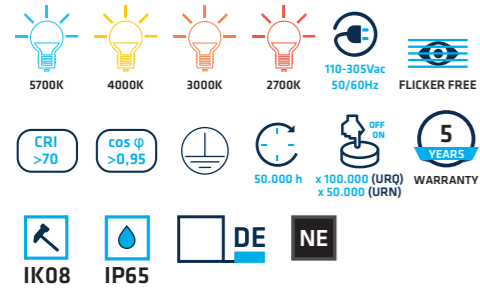 5700K
4000K
3000K
2700K
110-305Vac
50/60Hz
FLICKER FREE
CRI
>70
cos φ
>0,95
50.000 h
OFF
ON
x 100.000 (URQ)
x 50.000 (URN)
5
YEARS
WARRANTY
IK08
IP65
DE
NE